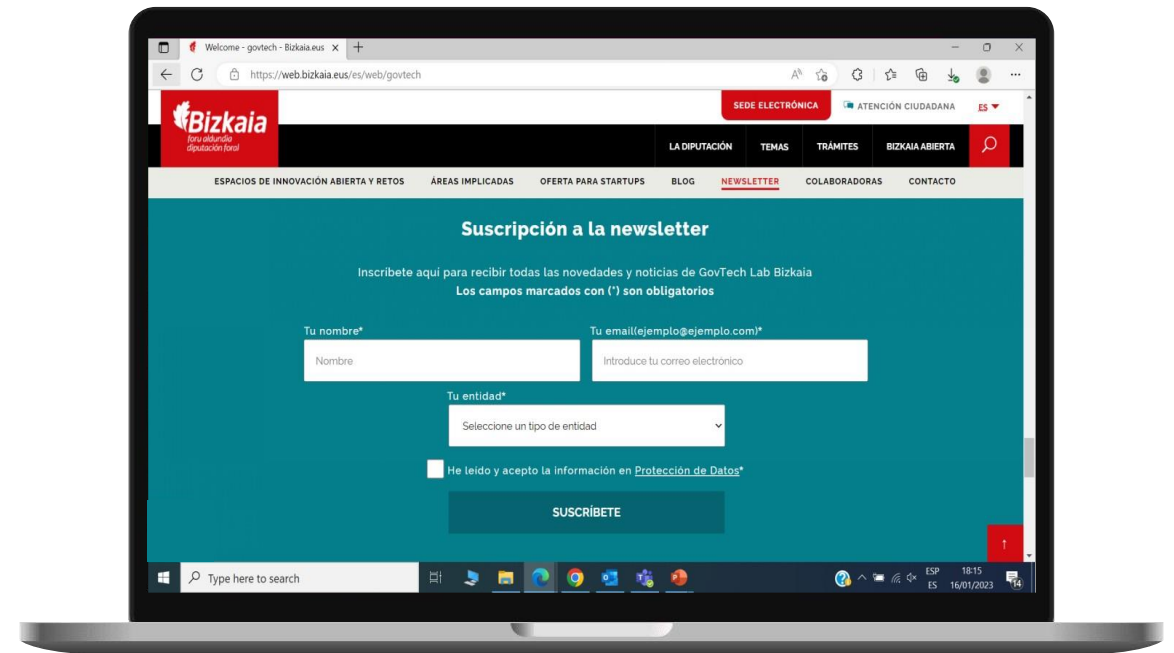 Welcome - govtech - Bizkaia.eus
https://web.bizkaia.eus/es/web/govtech
SEDE ELECTRÓNICA ATENCIÓN CIUDADANA ES
Bizkaia
foru aldundia
diputación foral
LA DIPUTACIÓN TEMAS TRÁMITES BIZKAIA ABIERTA
ESPACIOS DE INNOVACIÓN ABIERTA Y RETOS ÁREAS IMPLICADAS OFERTA PARA STARTUPS BLOG NEWSLETTER COLABORADORAS CONTACTO
Suscripción a la newsletter
Inscríbete aquí para recibir todas las novedades y noticias de GovTech Lab Bizkaia
Los campos marcados con (*) son obligatorios
Tu nombre* Tu email(ejemplo@ejemplo.com)*
Nombre Introduce tu correo electrónico
Tu entidad*
Seleccione un tipo de entidad
He leído y acepto la información en Protección de Datos*
SUSCRÍBETE
Type here to search
ESP 18:15
ES 16/01/2023 14